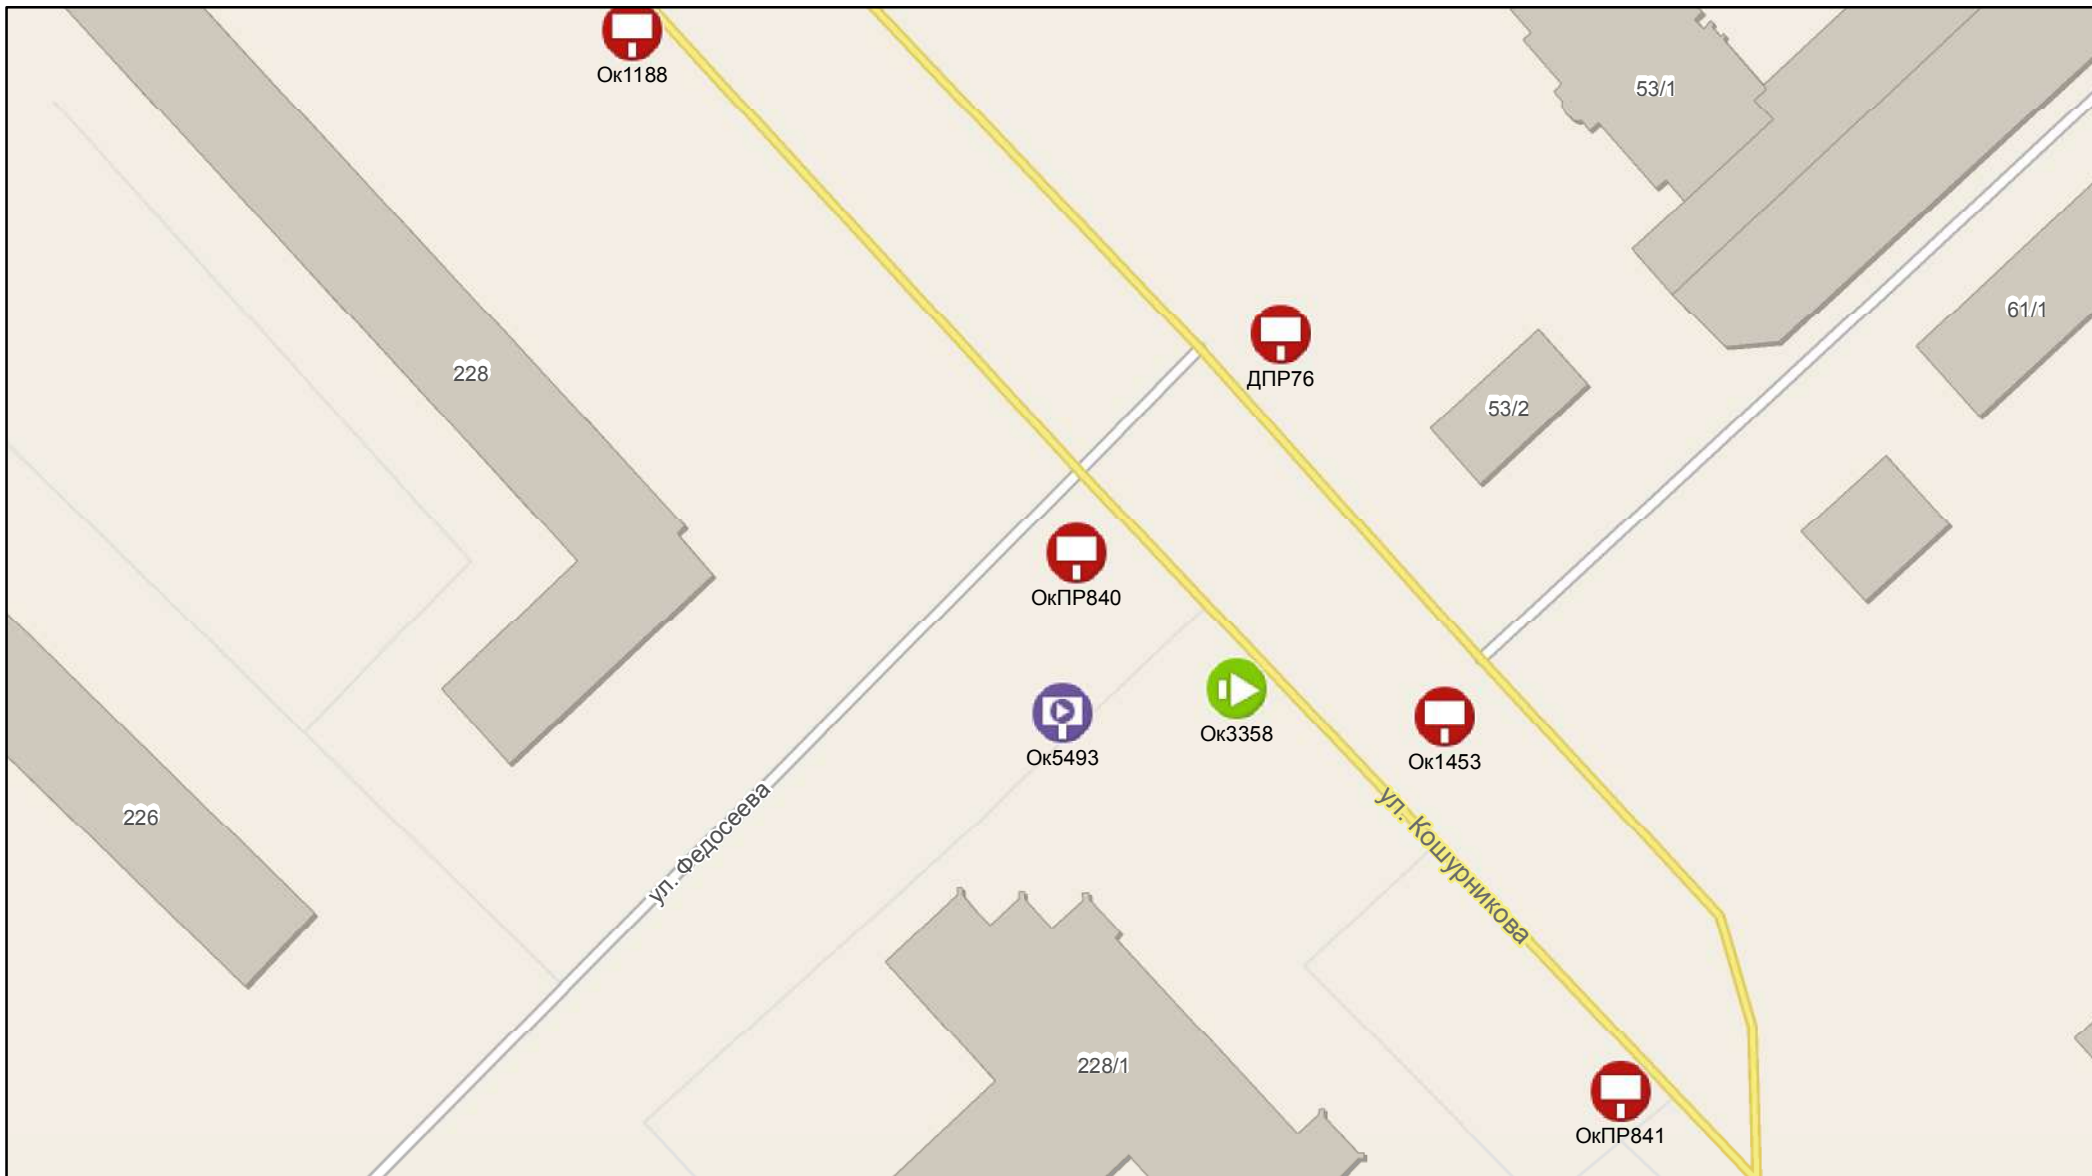 Ок1188
53/1
61/1
ДПР76
228
53/2
ОкПР840
Ок5493
Ок3358
Ок1453
226
ул. Федосеева
ул. Кошурникова
228/1
ОкПР841